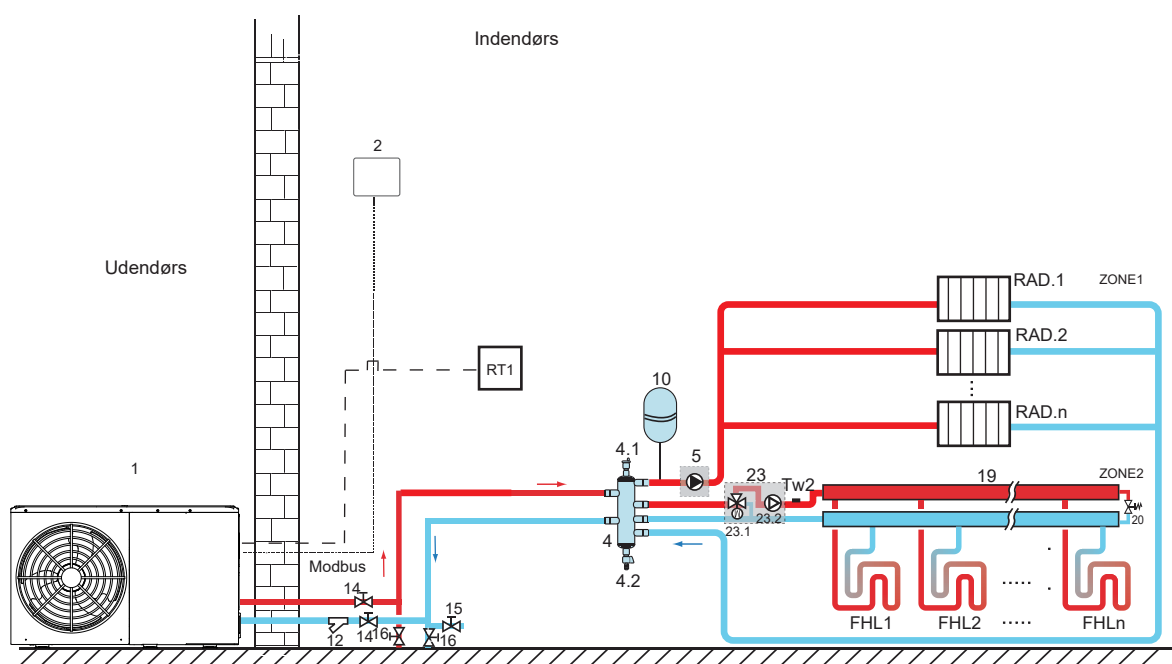 Indendørs
2
Udendørs
RAD.1
ZONE1
RAD.2
RT1
10
RAD.n
4.1
5
1
23
19
ZONE2
Tw2
23.2
20
23.1
4
Modbus
4.2
14
15
12
14
16
16
FHL1
FHL2
.....
FHLn